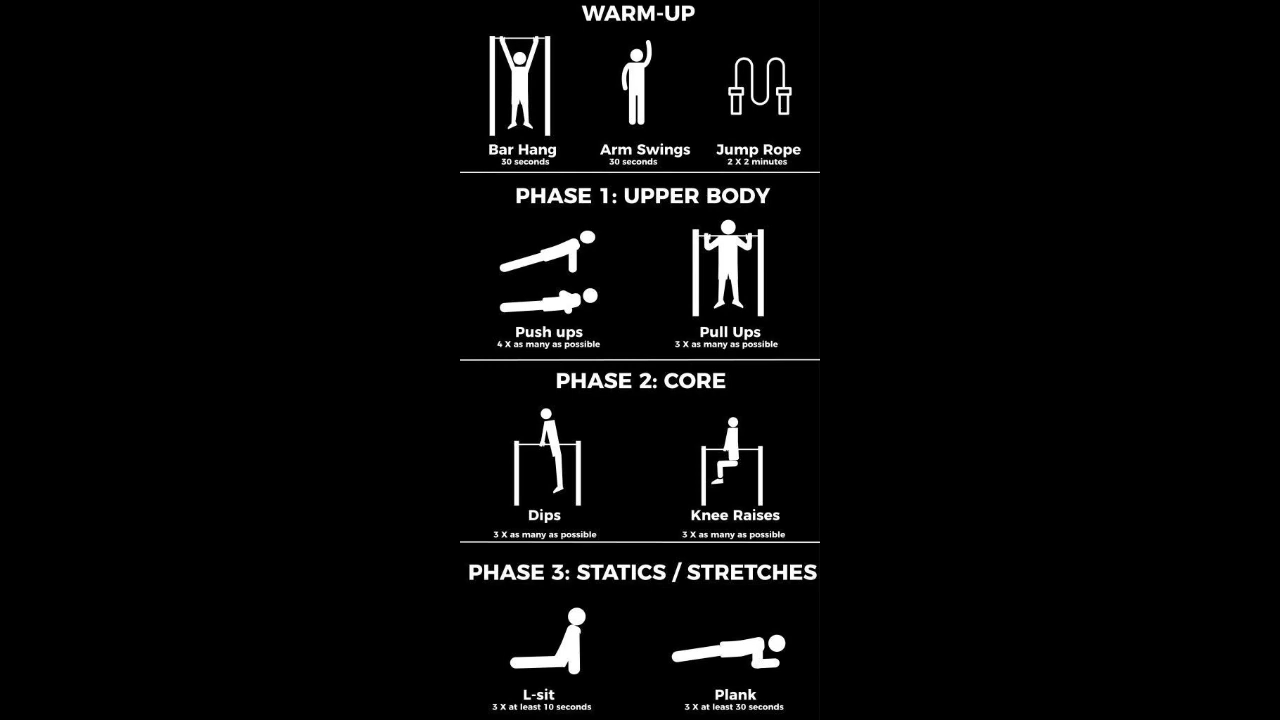 WARM-UP
Bar Hang
30 seconds
Arm Swings
30 seconds
Jump Rope
2 X 2 minutes
PHASE 1: UPPER BODY
Push ups
4 X as many as possible
Pull Ups
3 X as many as possible
PHASE 2: CORE
Dips
3 X as many as possible
Knee Raises
3 X as many as possible
PHASE 3: STATICS / STRETCHES
L-sit
3 X at least 10 seconds
Plank
3 X at least 30 seconds